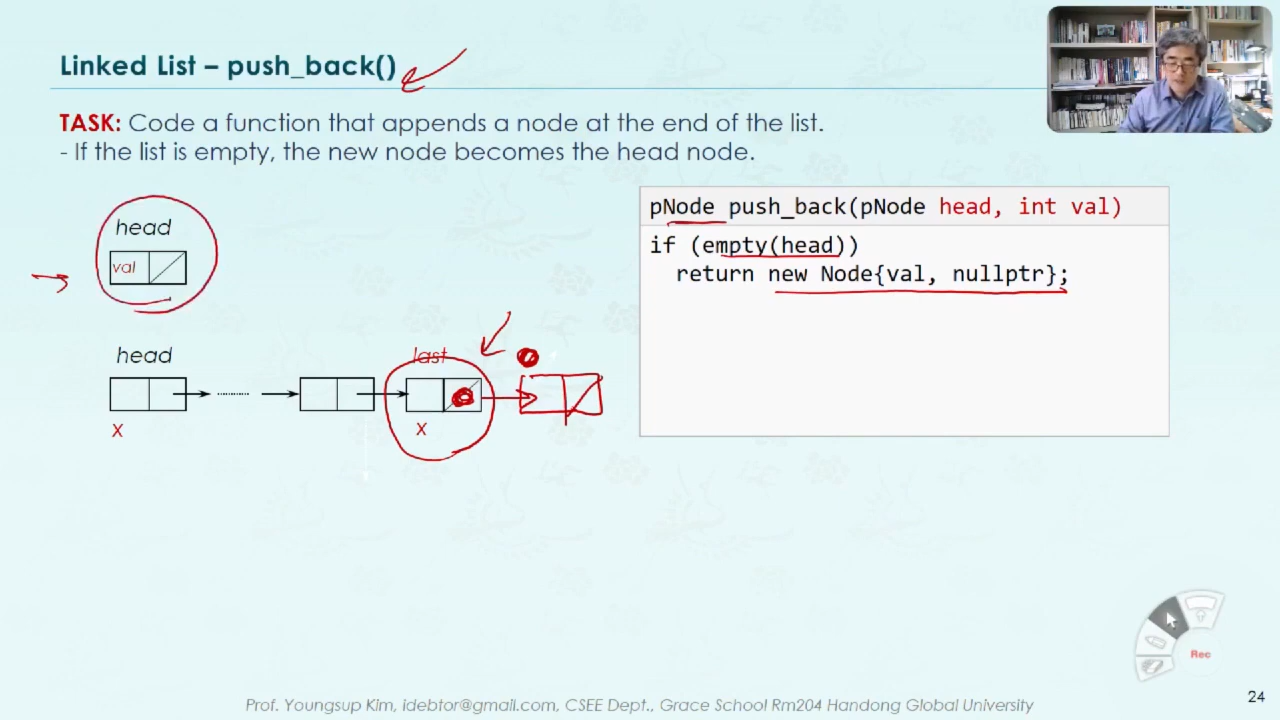 Linked List – push_back()
TASK: Code a function that appends a node at the end of the list.
- If the list is empty, the new node becomes the head node.
head
val
pNode push_back(pNode head, int val)
if (empty(head))
return new Node{val, nullptr};
head
last
x
x
Rec
Prof. Youngsup Kim, idebtor@gmail.com, CSEE Dept., Grace School Rm204 Handong Global University
24